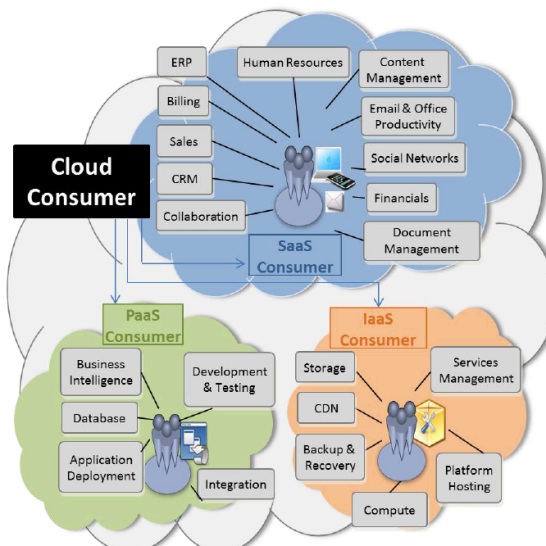 ERP
Human Resources
Content
Management
Billing
Email & Office
Productivity
Sales
Social Networks
Cloud
Consumer
CRM
Financials
Collaboration
Document
Management
SaaS
Consumer
PaaS
Consumer
IaaS
Consumer
Business
Intelligence
Development
& Testing
Database
Application
Deployment
Integration
Storage
Services
Management
CDN
Backup &
Recovery
Platform
Hosting
Compute